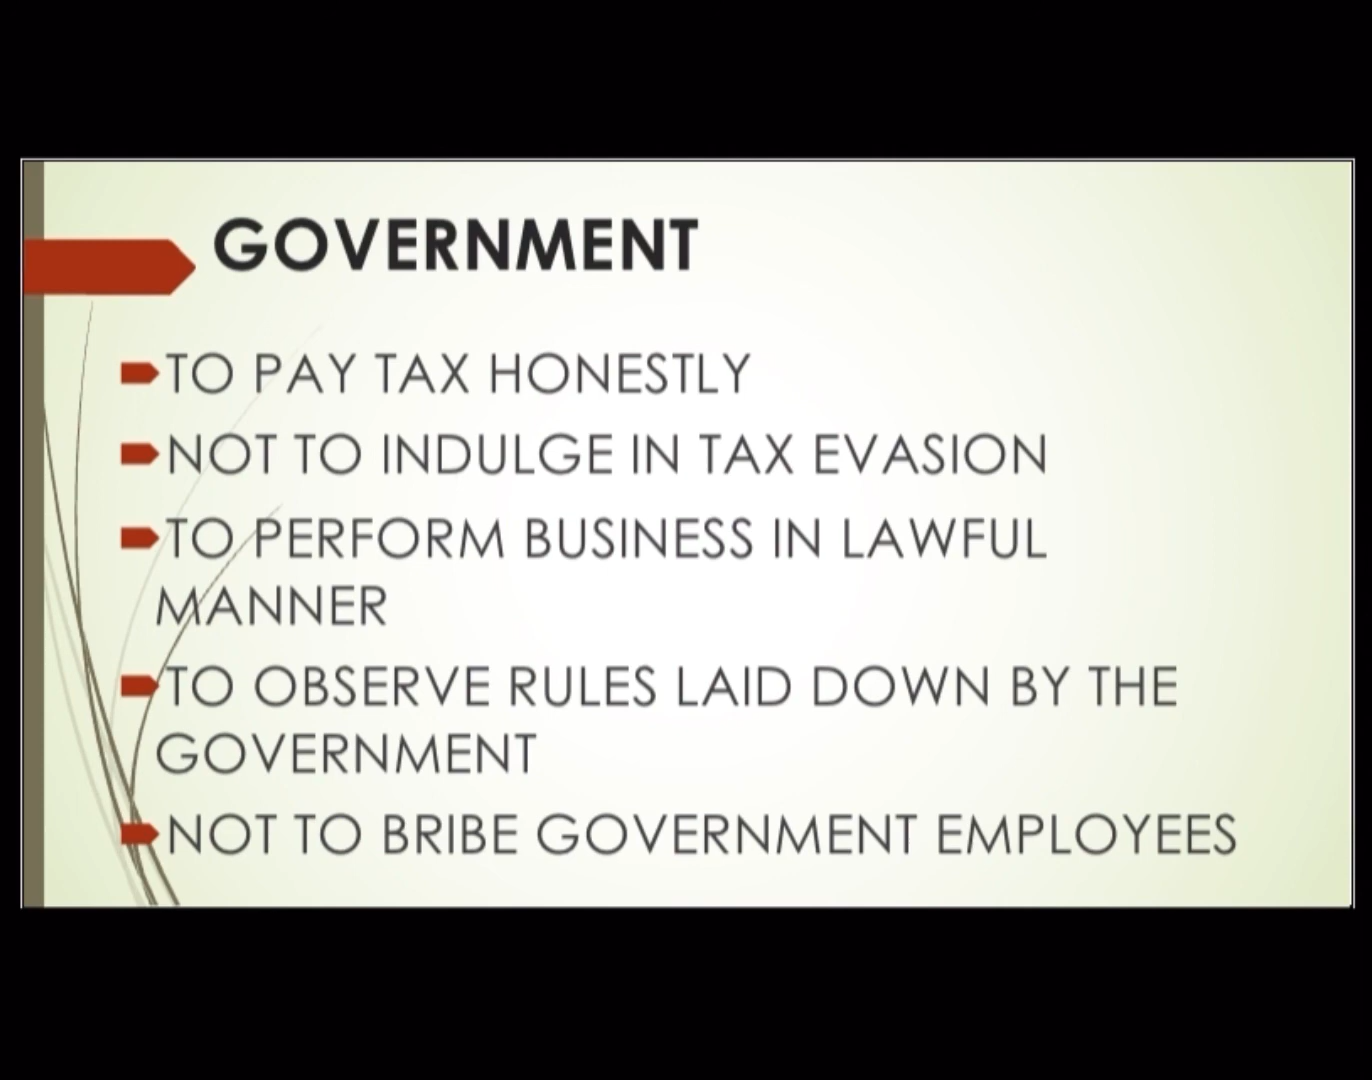 GOVERNMENT
TO PAY TAX HONESTLY
NOT TO INDULGE IN TAX EVASION
TO PERFORM BUSINESS IN LAWFUL
MANNER
TO OBSERVE RULES LAID DOWN BY THE
GOVERNMENT
NOT TO BRIBE GOVERNMENT EMPLOYEES